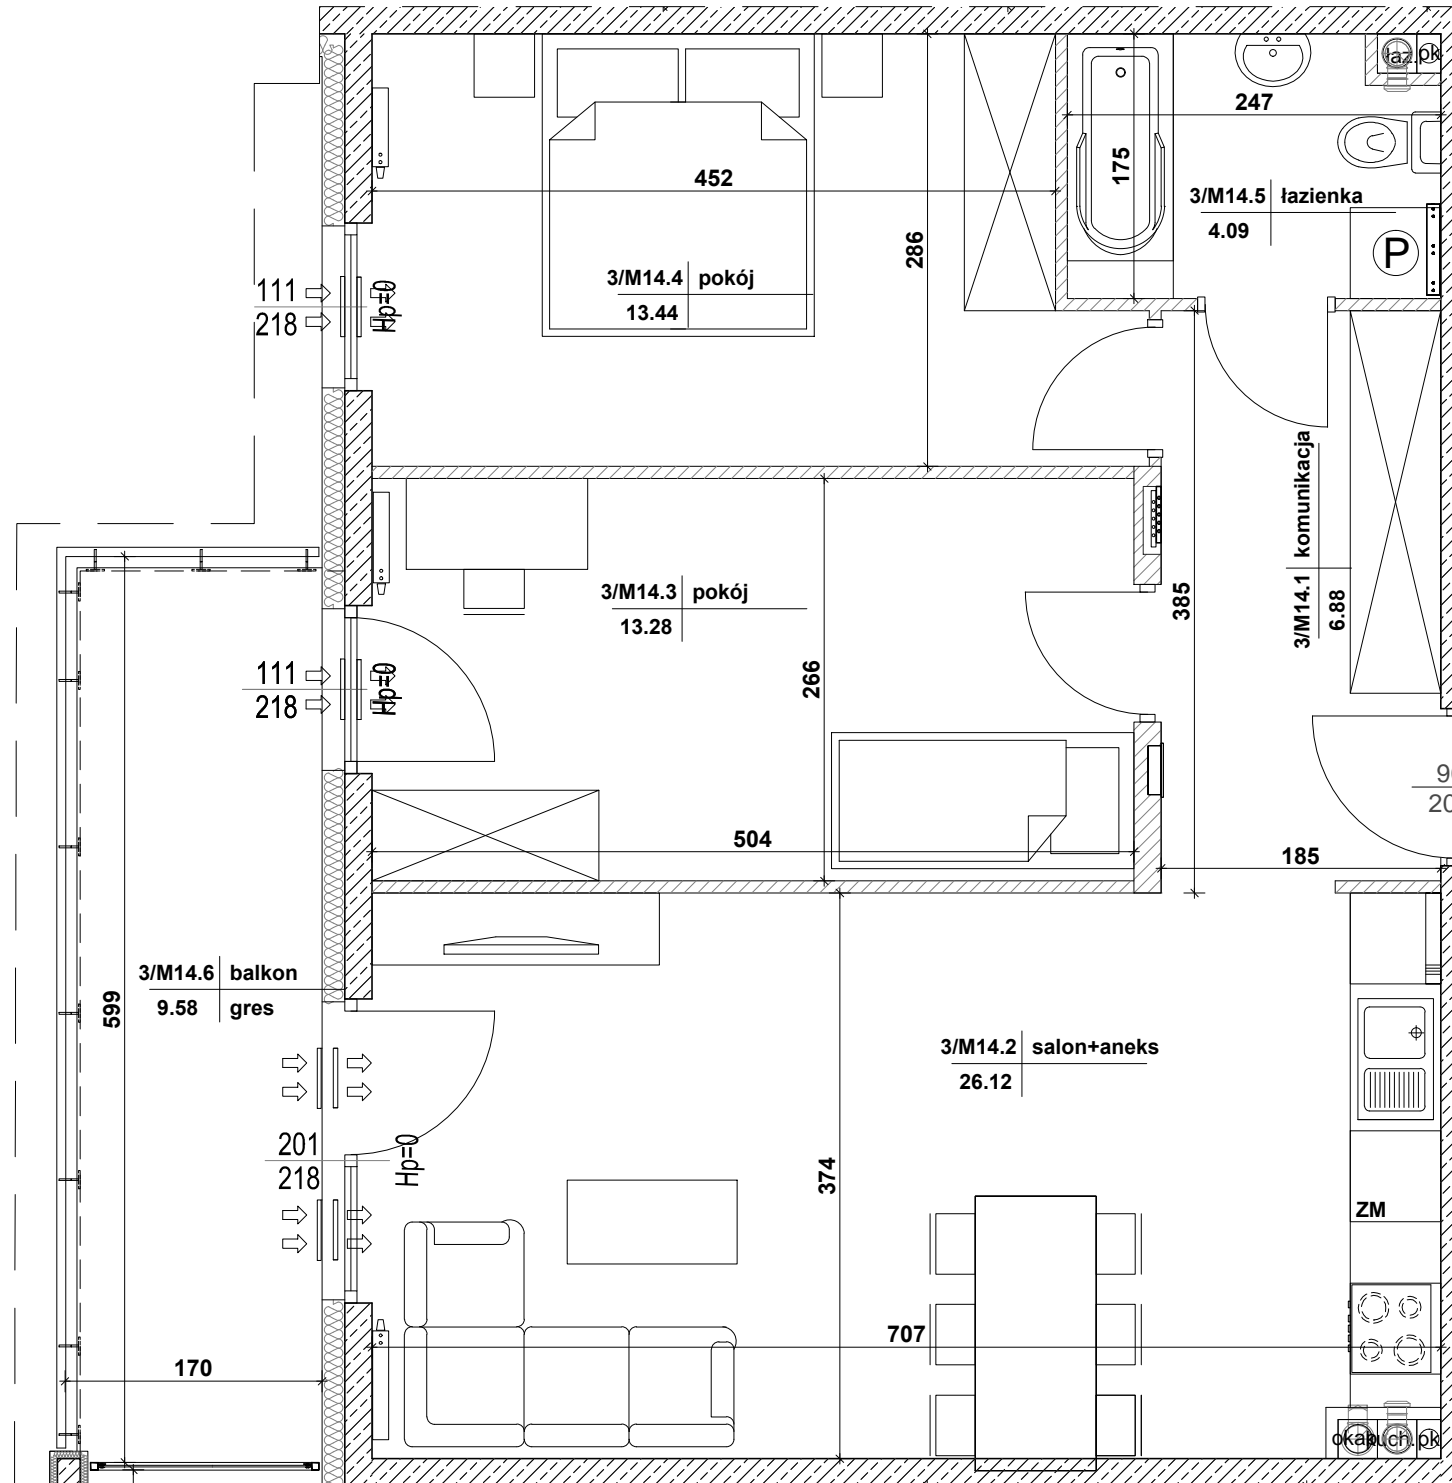 łaz. pk
247
175
452
3/M14.5 łazienka
4.09
P
286
3/M14.4 pokój
13.44
111
218
Hp=0
3/M14.1 komunikacja
6.88
3/M14.3 pokój
13.28
385
266
111
218
Hp=0
504
185
3/M14.6 balkon
9.58 gres
599
3/M14.2 salon+aneks
26.12
201
218
Hp=0
374
ZM
707
170
okap kuch. pk